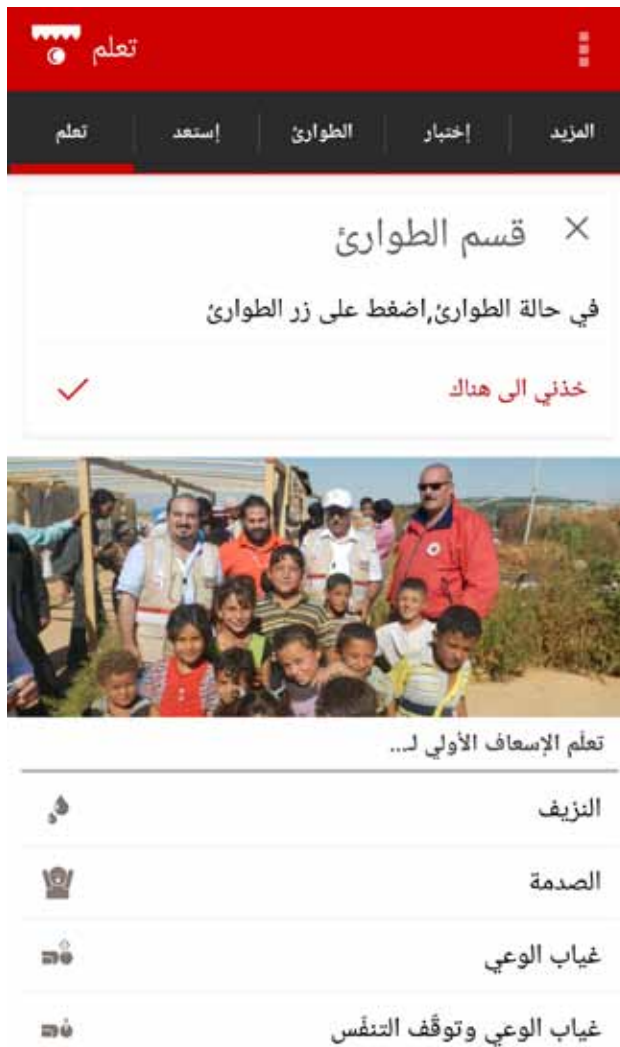 تعلم
تعلم إستعد الطوارئ إختبار المزيد
قسم الطوارئ
في حالة الطوارئ,اضغط على زر الطوارئ
خذني الى هناك
تعلّم الإسعاف الأولي لـ...
النزيف
الصدمة
غياب الوعي
غياب الوعي وتوقّف التنفّس